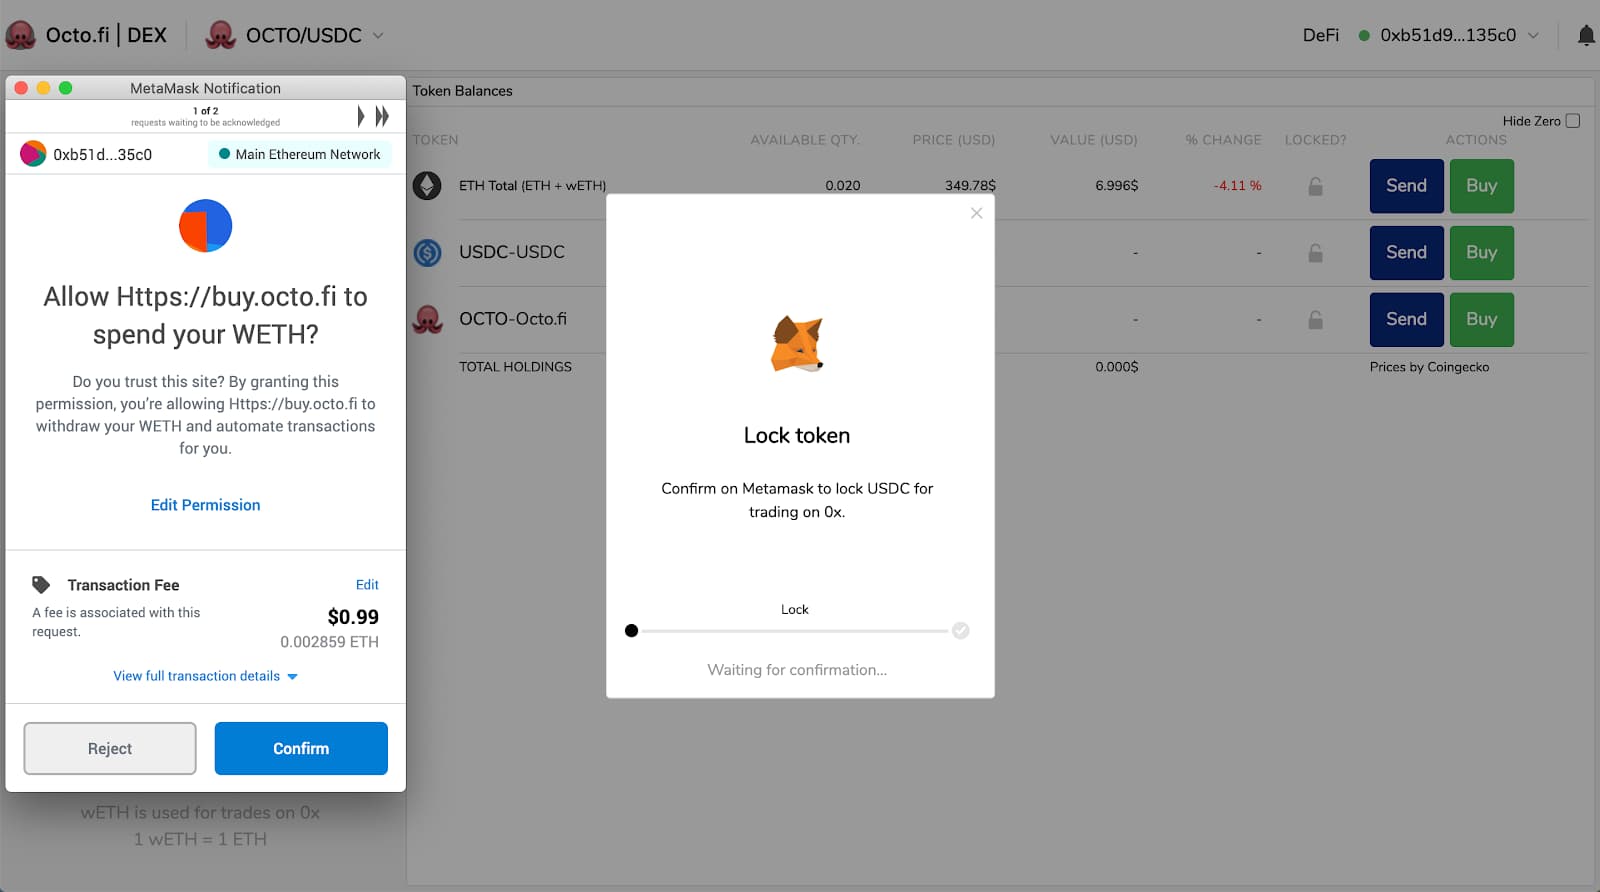 Octo.fi | DEX
OCTO/USDC
DeFi
0xb51d9...135c0
MetaMask Notification
1 of 2
requests waiting to be acknowledged
0xb51d...35c0
Main Ethereum Network
Allow Https://buy.octo.fi to
spend your WETH?
Do you trust this site? By granting this
permission, you’re allowing Https://buy.octo.fi to
withdraw your WETH and automate transactions
for you.
Edit Permission
Transaction Fee
Edit
A fee is associated with this
request.
$0.99
0.002859 ETH
View full transaction details
Reject
Confirm
wETH is used for trades on 0x
1 wETH = 1 ETH
Token Balances
Hide Zero
TOKEN
AVAILABLE QTY.
PRICE (USD)
VALUE (USD)
% CHANGE
LOCKED?
ACTIONS
ETH Total (ETH + wETH)
0.020
349.78$
6.996$
-4.11 %
Send
Buy
USDC-USDC
-
-
Send
Buy
OCTO-Octo.fi
-
-
Send
Buy
TOTAL HOLDINGS
0.000$
Prices by Coingecko
Lock token
Confirm on Metamask to lock USDC for
trading on 0x.
Lock
Waiting for confirmation...